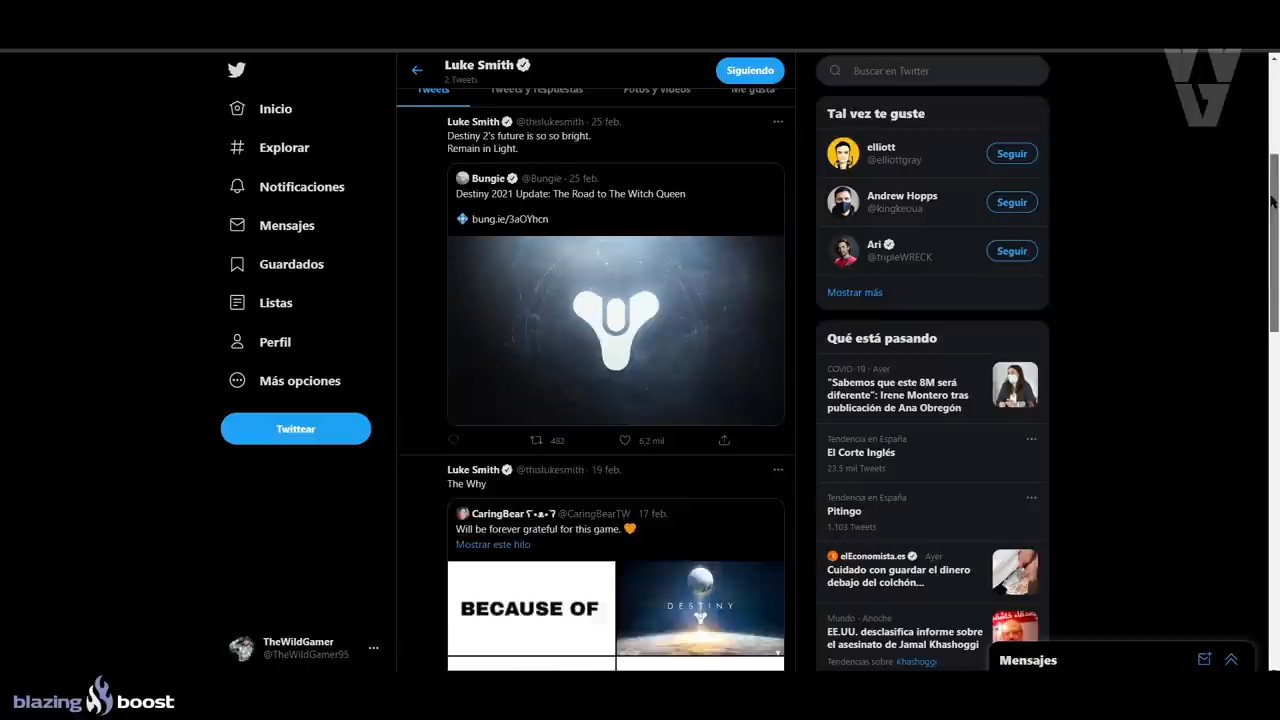 WG
Luke Smith
2 Tweets
Siguiendo
Buscar en Twitter
Tweets
Tweets y respuestas
Fotos y vídeos
Me gusta
Inicio
Explorar
Notificaciones
Mensajes
Guardados
Listas
Perfil
Más opciones
Twittear
TheWildGamer
@TheWildGamer95
Luke Smith @thislukesmith · 25 feb.
Destiny 2's future is so so bright.
Remain in Light.
Bungie @Bungie · 25 feb.
Destiny 2021 Update: The Road to The Witch Queen
bung.ie/3aOYhcn
482
6,2 mil
Luke Smith @thislukesmith · 19 feb.
The Why
CaringBear ʕ•ᴥ•ʔ @CaringBearTW · 17 feb.
Will be forever grateful for this game.
Mostrar este hilo
BECAUSE OF
DESTINY
Tal vez te guste
elliott
@elliottgray
Seguir
Andrew Hopps
@kingkeoua
Seguir
Ari
@tripleWRECK
Seguir
Mostrar más
Qué está pasando
COVID-19 · Ayer
"Sabemos que este 8M será
diferente": Irene Montero tras
publicación de Ana Obregón
Tendencia en España
El Corte Inglés
23.5 mil Tweets
Tendencia en España
Pitingo
1.103 Tweets
elEconomista.es Ayer
Cuidado con guardar el dinero
debajo del colchón...
Mundo · Anoche
EE.UU. desclasifica informe sobre
el asesinato de Jamal Khashoggi
Tendencias sobre Khashoggi
Mensajes
blazing boost